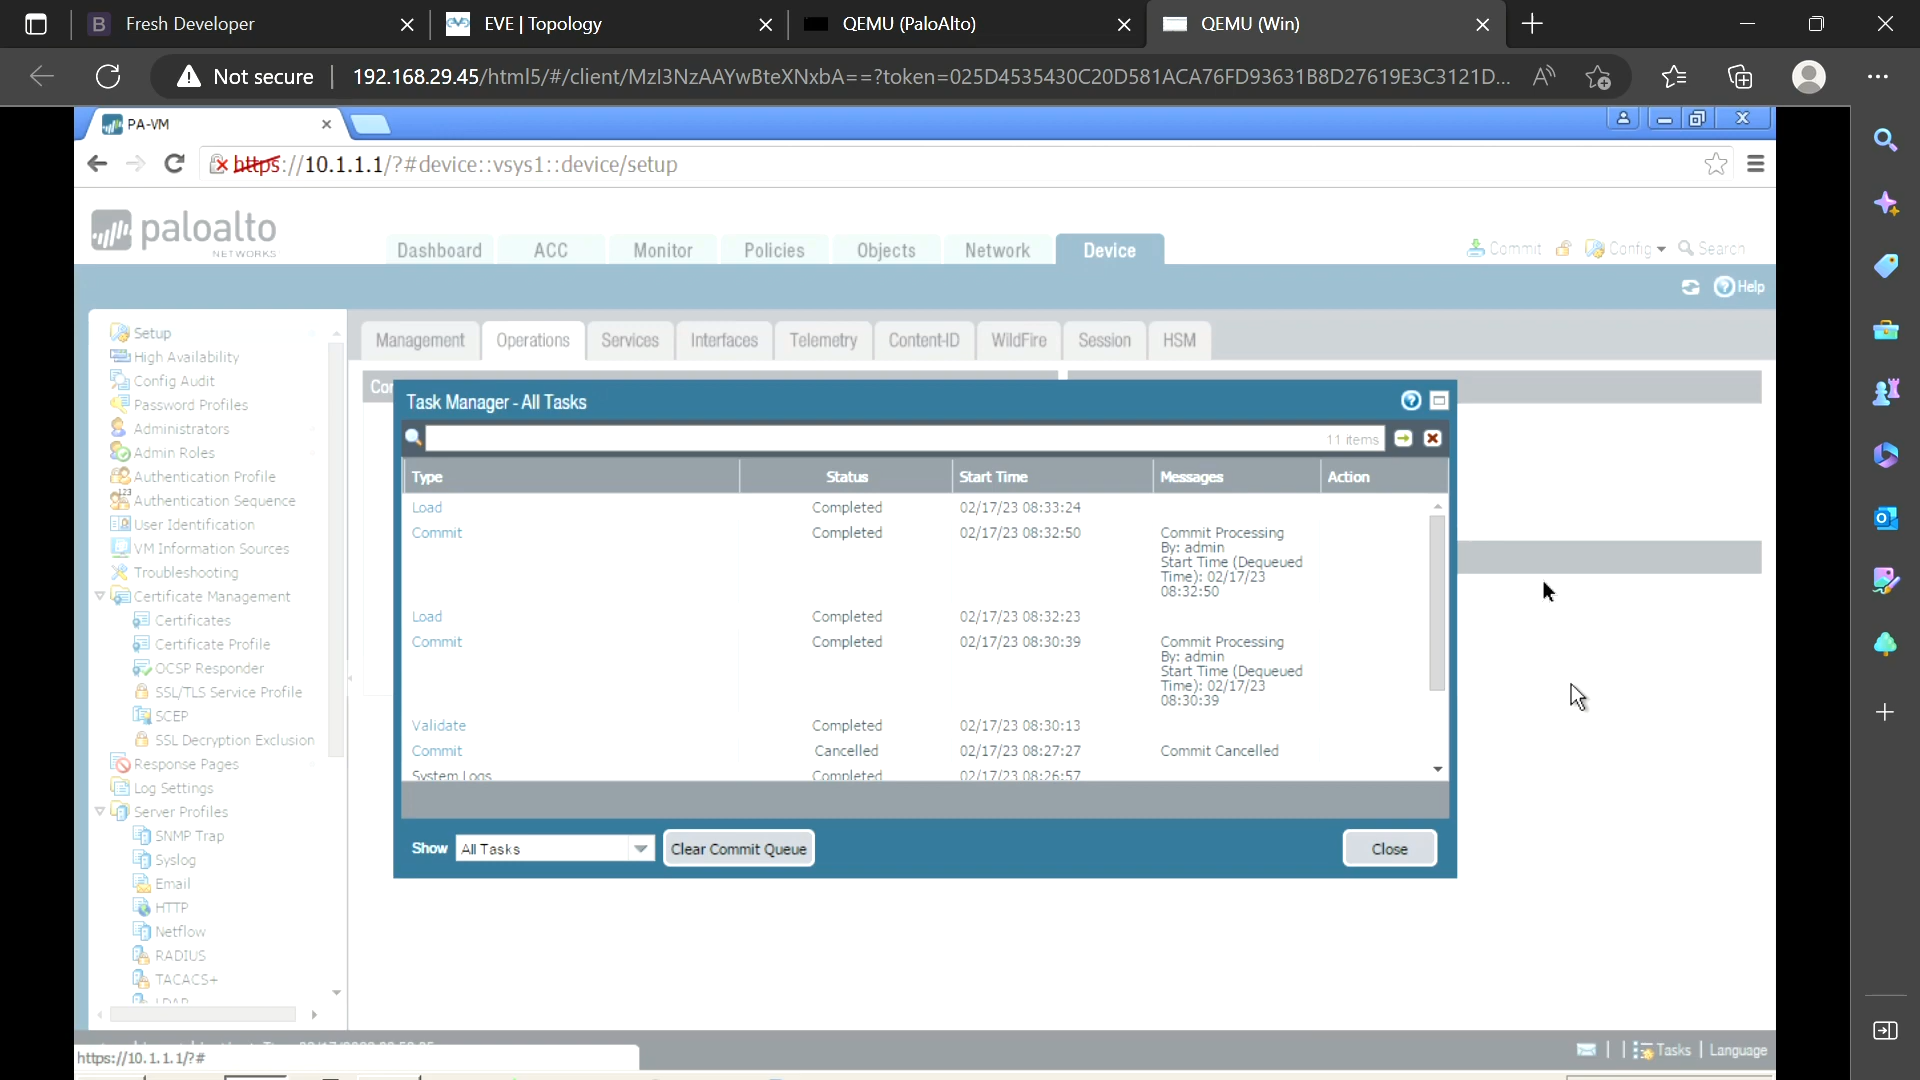 Fresh Developer
EVE | Topology
QEMU (PaloAlto)
QEMU (Win)
Not secure
192.168.29.45/html5/#/client/MzI3NzAAYwBteXNxbA==?token=025D4535430C20D581ACA76FD93631B8D27619E3C3121D...
PA-VM
https://10.1.1.1/?#device::vsys1::device/setup
paloalto
NETWORKS
Dashboard ACC Monitor Policies Objects Network Device
Commit Config Search
Help
Setup
High Availability
Config Audit
Password Profiles
Administrators
Admin Roles
Authentication Profile
Authentication Sequence
User Identification
VM Information Sources
Troubleshooting
Certificate Management
Certificates
Certificate Profile
OCSP Responder
SSL/TLS Service Profile
SCEP
SSL Decryption Exclusion
Response Pages
Log Settings
Server Profiles
SNMP Trap
Syslog
Email
HTTP
Netflow
RADIUS
TACACS+
LDAP
Management Operations Services Interfaces Telemetry Content-ID WildFire Session HSM
Task Manager - All Tasks
11 items
Type Status Start Time Messages Action
Load Completed 02/17/23 08:33:24
Commit Completed 02/17/23 08:32:50 Commit Processing
By: admin
Start Time (Dequeued
Time): 02/17/23
08:32:50
Load Completed 02/17/23 08:32:23
Commit Completed 02/17/23 08:30:39 Commit Processing
By: admin
Start Time (Dequeued
Time): 02/17/23
08:30:39
Validate Completed 02/17/23 08:30:13
Commit Cancelled 02/17/23 08:27:27 Commit Cancelled
System Logs Completed 02/17/23 08:26:57
Show All Tasks Clear Commit Queue Close
https://10.1.1.1/?#
Tasks | Language